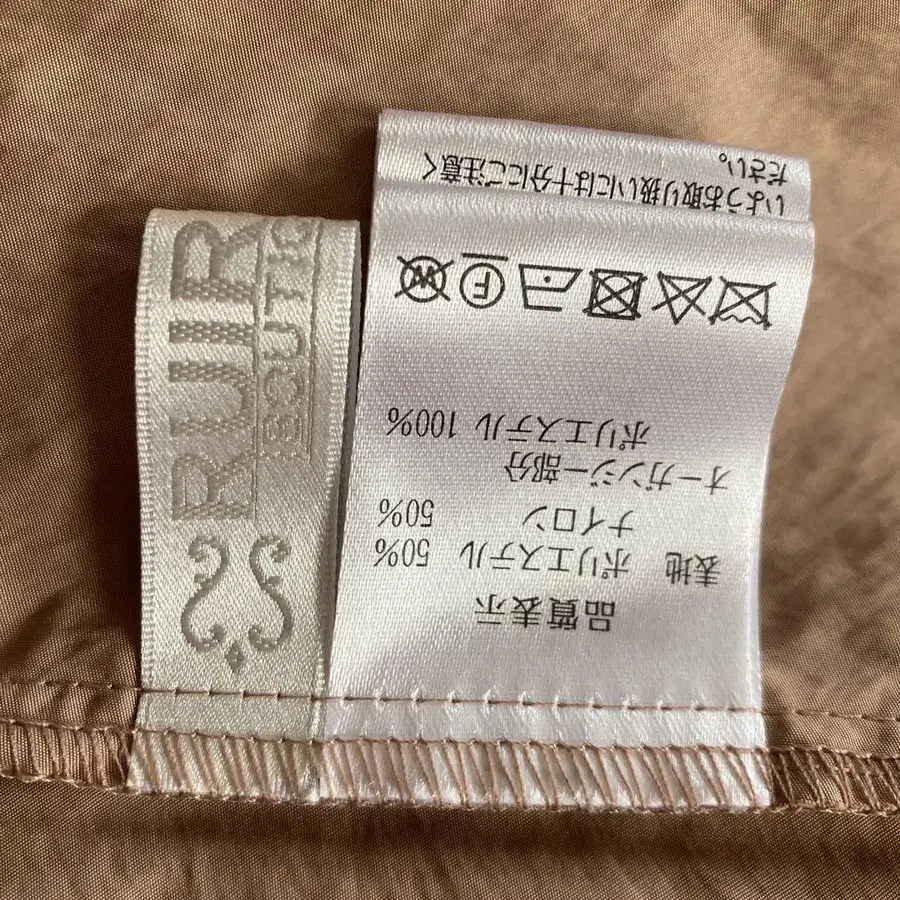 品質表示
表地 ポリエステル 50%
ナイロン 50%
オーガンジー部分
ポリエステル 100%
F
W
いようお取り扱いには十分にご注意く
ださい。
RUIR
BOUTIQ